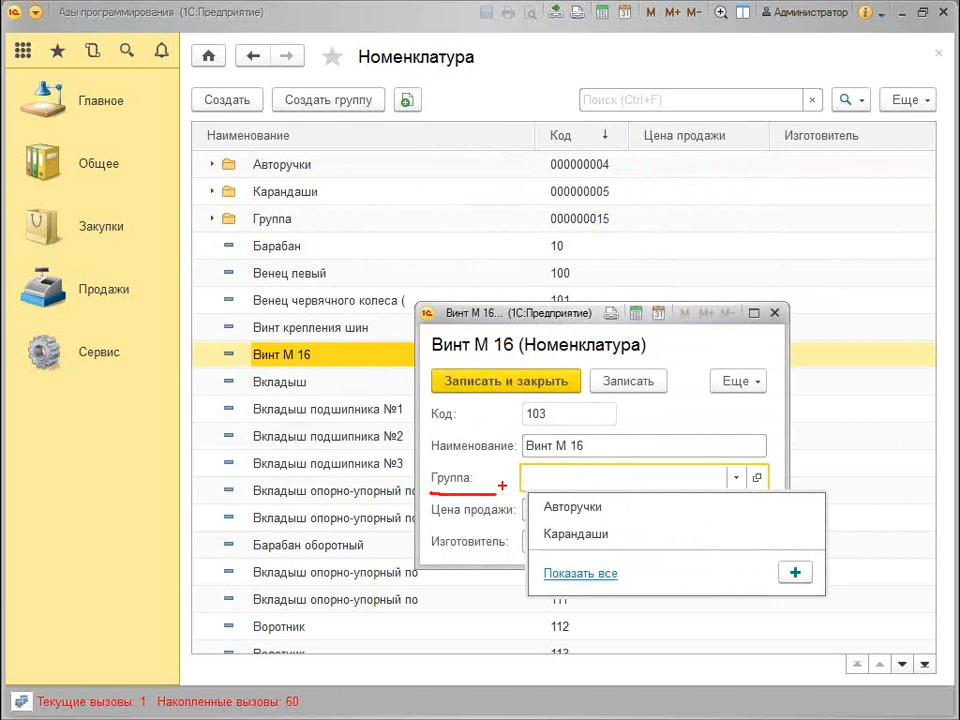 Азы программирования (1С:Предприятие)
M M+ M- Администратор
Главное
Общее
Закупки
Продажи
Сервис
Номенклатура
Создать Создать группу Поиск (Ctrl+F) × Еще
Наименование Код ↓ Цена продажи Изготовитель
Авторучки 000000004
Карандаши 000000005
Группа 000000015
Барабан 10
Венец левый 100
Венец червячного колеса ( 101
Винт крепления шин
Винт М 16
Вкладыш
Вкладыш подшипника №1
Вкладыш подшипника №2
Вкладыш подшипника №3
Вкладыш опорно-упорный по
Вкладыш опорно-упорный по
Барабан оборотный
Вкладыш опорно-упорный по
Вкладыш опорно-упорный по 111
Воротник 112
Воротник 113
Винт М 16... (1С:Предприятие) M M+ M-
Винт М 16 (Номенклатура)
Записать и закрыть Записать Еще
Код: 103
Наименование: Винт М 16
Группа:
Цена продажи:
Изготовитель:
Авторучки
Карандаши
Показать все
Текущие вызовы: 1 Накопленные вызовы: 60